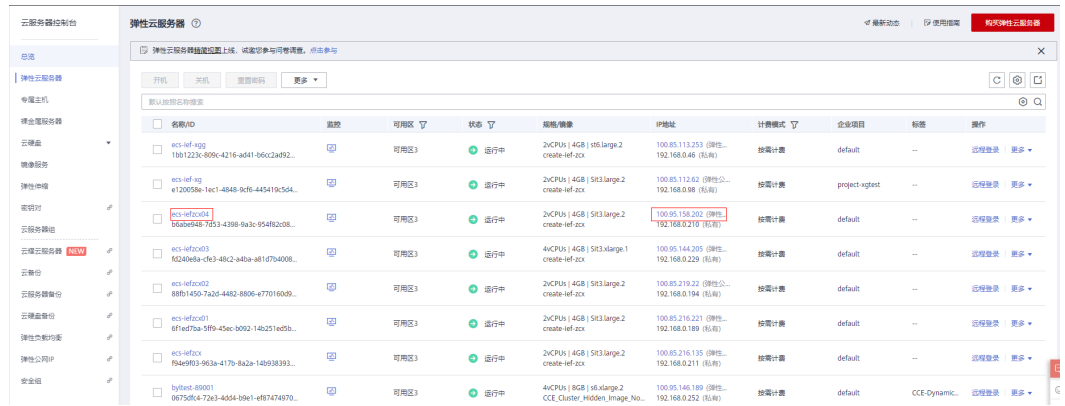 云服务器控制台
总览
弹性云服务器
专属主机
裸金属服务器
云硬盘
镜像服务
弹性伸缩
密钥对
云服务器组
云耀云服务器 NEW
云备份
云服务器备份
云硬盘备份
弹性负载均衡
弹性公网IP
安全组
弹性云服务器
最新动态
使用指南
购买弹性云服务器
弹性云服务器精简视图上线，诚邀您参与问卷调查。点击参与
开机 关机 重置密码 更多
默认按照名称搜索
名称/ID 监控 可用区 状态 规格/镜像 IP地址 计费模式 企业项目 标签 操作
ecs-ief-xgg 可用区3 运行中 2vCPUs | 4GB | st6.large.2 100.85.113.253 (弹性... 按需计费 default -- 远程登录 更多
1bb1223c-809c-4216-ad41-b6cc2ad92... create-ief-zcx 192.168.0.46 (私有)
ecs-ief-xg 可用区3 运行中 2vCPUs | 4GB | Sit3.large.2 100.85.112.62 (弹性公... 按需计费 project-xgtest -- 远程登录 更多
e120058e-1ec1-4848-9cf6-445419c5d4... create-ief-zcx 192.168.0.98 (私有)
ecs-iefzcx04 可用区3 运行中 2vCPUs | 4GB | Sit3.large.2 100.95.158.202 (弹性... 按需计费 default -- 远程登录 更多
b6abe948-7d53-4398-9a3c-954f82c08... create-ief-zcx 192.168.0.210 (私有)
ecs-iefzcx03 可用区3 运行中 4vCPUs | 4GB | Sit3.xlarge.1 100.95.144.205 (弹性... 按需计费 default -- 远程登录 更多
fd240e8a-cfe3-48c2-a4ba-a81d7b4008... create-ief-zcx 192.168.0.229 (私有)
ecs-iefzcx02 可用区3 运行中 2vCPUs | 4GB | Sit3.large.2 100.85.219.22 (弹性公... 按需计费 default -- 远程登录 更多
88fb1450-7a2d-4482-8806-e770160d9... create-ief-zcx 192.168.0.194 (私有)
ecs-iefzcx01 可用区3 运行中 2vCPUs | 4GB | Sit3.large.2 100.85.216.221 (弹性... 按需计费 default -- 远程登录 更多
6f1ed7ba-5ff9-45ec-b092-14b251ed5b... create-ief-zcx 192.168.0.189 (私有)
ecs-iefzcx 可用区3 运行中 2vCPUs | 4GB | Sit3.large.2 100.85.216.135 (弹性... 按需计费 default -- 远程登录 更多
f94e9f03-963a-417b-8a2a-14b938393... create-ief-zcx 192.168.0.211 (私有)
byltest-89001 可用区3 运行中 4vCPUs | 8GB | s6.xlarge.2 100.95.146.189 (弹性... 按需计费 default CCE-Dynamic... 远程登录 更多
0675dfc4-72e3-4dd4-b9e1-ef87474970... CCE_Cluster_Hidden_Image_No... 192.168.0.252 (私有)